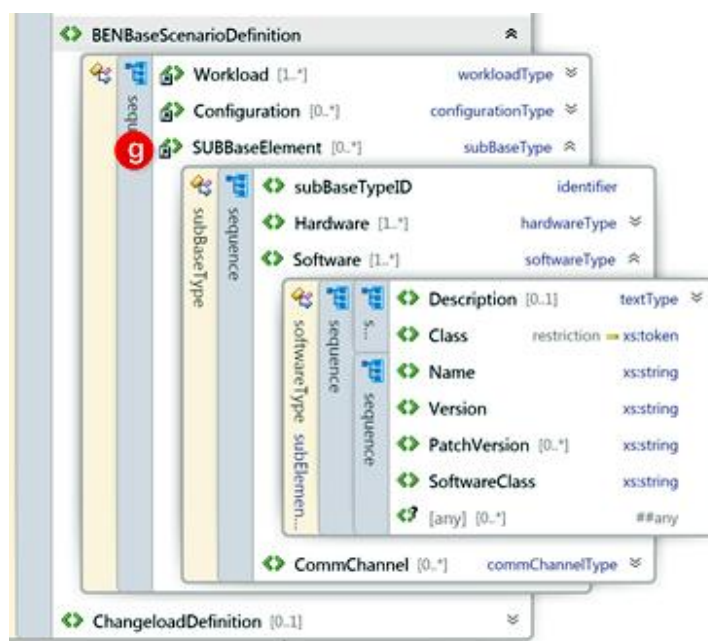 BENBaseScenarioDefinition
Workload [1..*] workloadType
sequ
Configuration [0..*] configurationType
g SUBBaseElement [0..*] subBaseType
subBaseTypeID identifier
subBaseType
sequence
Hardware [1..*] hardwareType
Software [1..*] softwareType
softwareType subElemen...
sequence
s...
sequence
Description [0..1] textType
Class restriction xs:token
Name xs:string
Version xs:string
PatchVersion [0..*] xs:string
SoftwareClass xs:string
[any] [0..*] ##any
CommChannel [0..*] commChannelType
ChangeloadDefinition [0..1]